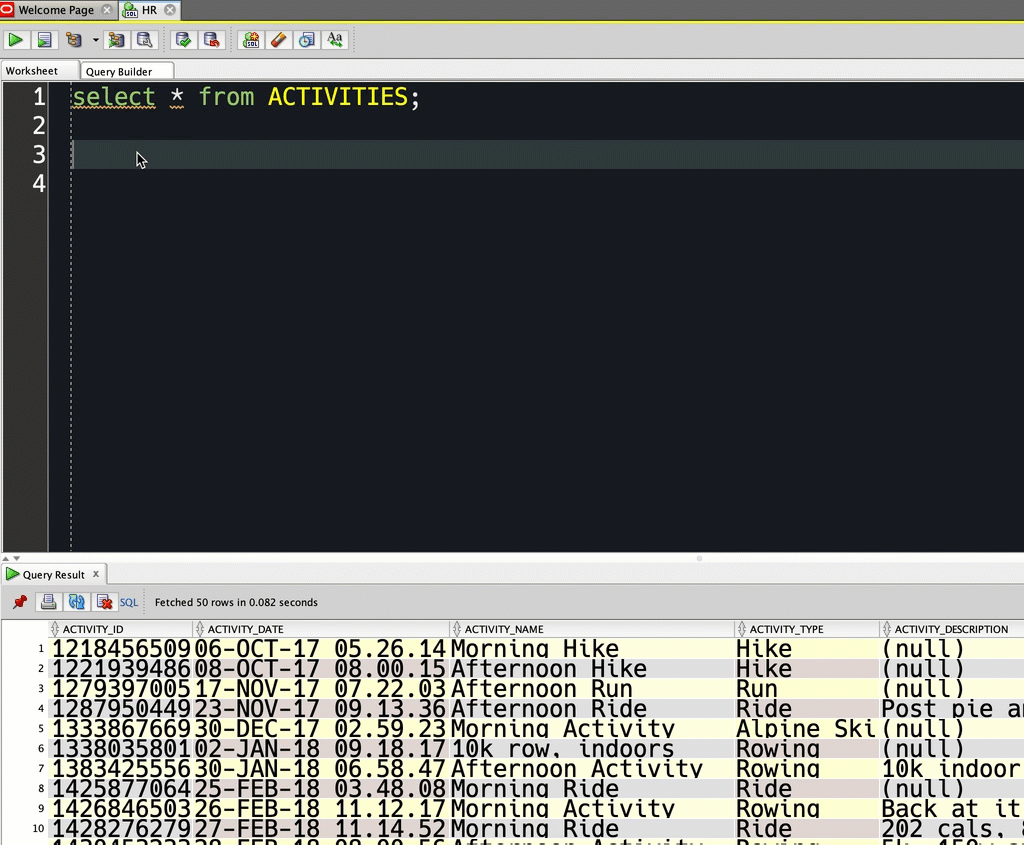 Welcome Page HR
Worksheet Query Builder
1 select * from ACTIVITIES;
2
3
4
Query Result x
SQL Fetched 50 rows in 0.082 seconds
ACTIVITY_ID ACTIVITY_DATE ACTIVITY_NAME ACTIVITY_TYPE ACTIVITY_DESCRIPTION
1 1218456509 06-OCT-17 05.26.14 Morning Hike Hike (null)
2 1221939486 08-OCT-17 08.00.15 Afternoon Hike Hike (null)
3 1279397005 17-NOV-17 07.22.03 Afternoon Run Run (null)
4 1287950449 23-NOV-17 09.13.36 Afternoon Ride Ride Post pie
5 1333867669 30-DEC-17 02.59.23 Morning Activity Alpine Ski (null)
6 1338035801 02-JAN-18 09.18.17 10k row, indoors Rowing (null)
7 1383425556 30-JAN-18 06.58.47 Afternoon Activity Rowing 10k indoor
8 1425877064 25-FEB-18 03.48.08 Morning Ride Ride (null)
9 1426846503 26-FEB-18 11.12.17 Morning Activity Rowing Back at it
10 1428276279 27-FEB-18 11.14.52 Morning Ride Ride 202 cals,